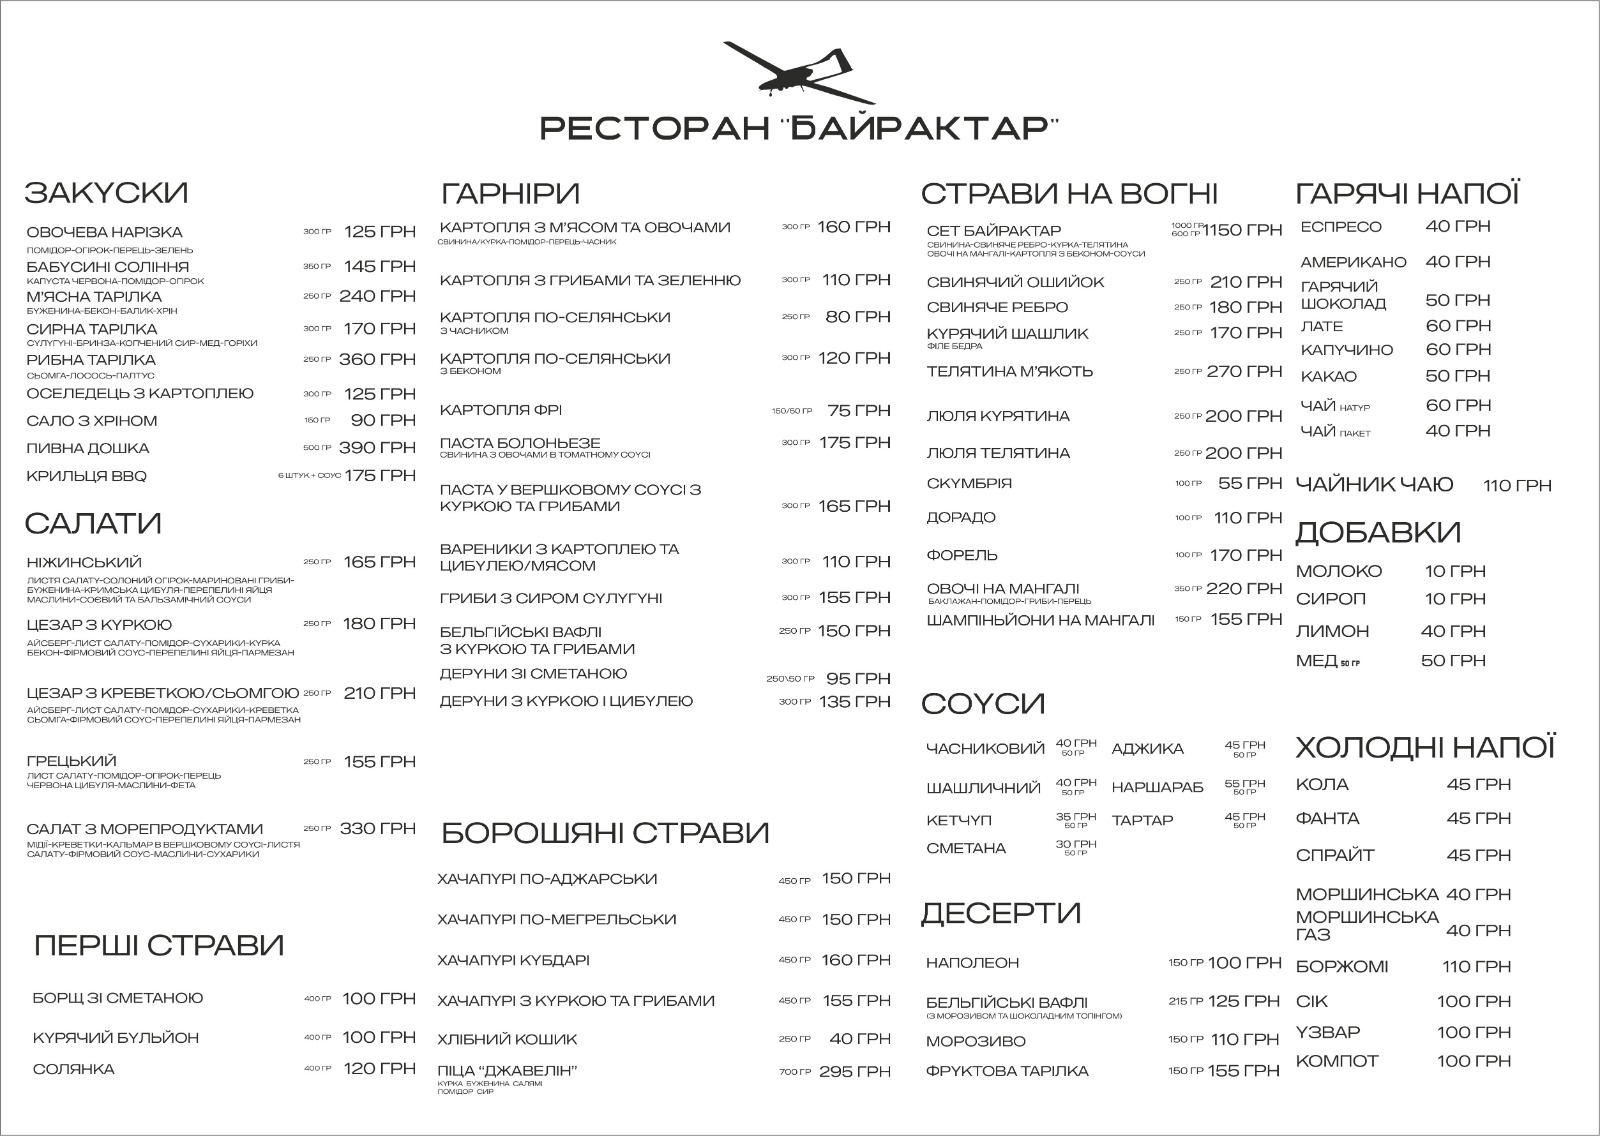 РЕСТОРАН "БАЙРАКТАР"
ЗАКУСКИ
ОВОЧЕВА НАРІЗКА 300 ГР 125 ГРН
ПОМІДОР-ОГІРОК-ПЕРЕЦЬ-ЗЕЛЕНЬ
БАБУСИНІ СОЛІННЯ 350 ГР 145 ГРН
КАПУСТА ЧЕРВОНА-ПОМІДОР-ОГІРОК
М'ЯСНА ТАРІЛКА 250 ГР 240 ГРН
БУЖЕНИНА-БЕКОН-БАЛИК-ХРІН
СИРНА ТАРІЛКА 300 ГР 170 ГРН
СУЛУГУНІ-БРИНЗА-КОПЧЕНИЙ СИР-МЕД-ГОРІХИ
РИБНА ТАРІЛКА 250 ГР 360 ГРН
СЬОМГА-ЛОСОСЬ-ПАЛТУС
ОСЕЛЕДЕЦЬ З КАРТОПЛЕЮ 300 ГР 125 ГРН
САЛО З ХРІНОМ 150 ГР 90 ГРН
ПИВНА ДОШКА 500 ГР 390 ГРН
КРИЛЬЦЯ BBQ 6 ШТУК + СОУС 175 ГРН
САЛАТИ
НІЖИНСЬКИЙ 250 ГР 165 ГРН
ЛИСТЯ САЛАТУ-СОЛОНИЙ ОГІРОК-МАРИНОВАНІ ГРИБИ-
БУЖЕНИНА-КРИМСЬКА ЦИБУЛЯ-ПЕРЕПЕЛИНІ ЯЙЦЯ
МАСЛИНИ-СОЄВИЙ ТА БАЛЬЗАМІЧНИЙ СОУСИ
ЦЕЗАР З КУРКОЮ 250 ГР 180 ГРН
АЙСБЕРГ-ЛИСТ САЛАТУ-ПОМІДОР-СУХАРИКИ-КУРКА
БЕКОН-ФІРМОВИЙ СОУС-ПЕРЕПЕЛИНІ ЯЙЦЯ-ПАРМЕЗАН
ЦЕЗАР З КРЕВЕТКОЮ/СЬОМГОЮ 250 ГР 210 ГРН
АЙСБЕРГ-ЛИСТ САЛАТУ-ПОМІДОР-СУХАРИКИ-КРЕВЕТКА
СЬОМГА-ФІРМОВИЙ СОУС-ПЕРЕПЕЛИНІ ЯЙЦЯ-ПАРМЕЗАН
ГРЕЦЬКИЙ 250 ГР 155 ГРН
ЛИСТ САЛАТУ-ПОМІДОР-ОГІРОК-ПЕРЕЦЬ
ЧЕРВОНА ЦИБУЛЯ-МАСЛИНИ-ФЕТА
САЛАТ З МОРЕПРОДУКТАМИ 250 ГР 330 ГРН
МІДІЇ-КРЕВЕТКИ-КАЛЬМАР В ВЕРШКОВОМУ СОУСІ-ЛИСТЯ
САЛАТУ-ФІРМОВИЙ СОУС-МАСЛИНИ-СУХАРИКИ
ПЕРШІ СТРАВИ
БОРЩ ЗІ СМЕТАНОЮ 400 ГР 100 ГРН
КУРЯЧИЙ БУЛЬЙОН 400 ГР 100 ГРН
СОЛЯНКА 400 ГР 120 ГРН
ГАРНІРИ
КАРТОПЛЯ З М'ЯСОМ ТА ОВОЧАМИ 300 ГР 160 ГРН
СВИНИНА/КУРКА-ПОМІДОР-ПЕРЕЦЬ-ЧАСНИК
КАРТОПЛЯ З ГРИБАМИ ТА ЗЕЛЕННЮ 300 ГР 110 ГРН
КАРТОПЛЯ ПО-СЕЛЯНСЬКИ 250 ГР 80 ГРН
З ЧАСНИКОМ
КАРТОПЛЯ ПО-СЕЛЯНСЬКИ 300 ГР 120 ГРН
З БЕКОНОМ
КАРТОПЛЯ ФРІ 150/50 ГР 75 ГРН
ПАСТА БОЛОНЬЕЗЕ 300 ГР 175 ГРН
СВИНИНА З ОВОЧАМИ В ТОМАТНОМУ СОУСІ
ПАСТА У ВЕРШКОВОМУ СОУСІ З
КУРКОЮ ТА ГРИБАМИ 300 ГР 165 ГРН
ВАРЕНИКИ З КАРТОПЛЕЮ ТА
ЦИБУЛЕЮ/МЯСОМ 300 ГР 110 ГРН
ГРИБИ З СИРОМ СУЛУГУНІ 300 ГР 155 ГРН
БЕЛЬГІЙСЬКІ ВАФЛІ 250 ГР 150 ГРН
З КУРКОЮ ТА ГРИБАМИ
ДЕРУНИ ЗІ СМЕТАНОЮ 250\50 ГР 95 ГРН
ДЕРУНИ З КУРКОЮ І ЦИБУЛЕЮ 300 ГР 135 ГРН
БОРОШЯНІ СТРАВИ
ХАЧАПУРІ ПО-АДЖАРСЬКИ 450 ГР 150 ГРН
ХАЧАПУРІ ПО-МЕГРЕЛЬСЬКИ 450 ГР 150 ГРН
ХАЧАПУРІ КУБДАРІ 450 ГР 160 ГРН
ХАЧАПУРІ З КУРКОЮ ТА ГРИБАМИ 450 ГР 155 ГРН
ХЛІБНИЙ КОШИК 250 ГР 40 ГРН
ПІЦА "ДЖАВЕЛІН" 700 ГР 295 ГРН
КУРКА БУЖЕНИНА САЛЯМІ
ПОМІДОР СИР
СТРАВИ НА ВОГНІ
СЕТ БАЙРАКТАР 1000 ГР 600 ГР 1150 ГРН
СВИНИНА-СВИНЯЧЕ РЕБРО-КУРКА-ТЕЛЯТИНА
ОВОЧІ НА МАНГАЛІ-КАРТОПЛЯ З БЕКОНОМ-СОУСИ
СВИНЯЧИЙ ОШИЙОК 250 ГР 210 ГРН
СВИНЯЧЕ РЕБРО 250 ГР 180 ГРН
КУРЯЧИЙ ШАШЛИК 250 ГР 170 ГРН
ФІЛЕ БЕДРА
ТЕЛЯТИНА М'ЯКОТЬ 250 ГР 270 ГРН
ЛЮЛЯ КУРЯТИНА 250 ГР 200 ГРН
ЛЮЛЯ ТЕЛЯТИНА 250 ГР 200 ГРН
СКУМБРІЯ 100 ГР 55 ГРН
ДОРАДО 100 ГР 110 ГРН
ФОРЕЛЬ 100 ГР 170 ГРН
ОВОЧІ НА МАНГАЛІ 350 ГР 220 ГРН
БАКЛАЖАН-ПОМІДОР-ГРИБИ-ПЕРЕЦЬ
ШАМПІНЬЙОНИ НА МАНГАЛІ 150 ГР 155 ГРН
СОУСИ
ЧАСНИКОВИЙ 40 ГРН 50 ГР АДЖИКА 45 ГРН 50 ГР
ШАШЛИЧНИЙ 40 ГРН 50 ГР НАРШАРАБ 55 ГРН 50 ГР
КЕТЧУП 35 ГРН 50 ГР ТАРТАР 45 ГРН 50 ГР
СМЕТАНА 30 ГРН 50 ГР
ДЕСЕРТИ
НАПОЛЕОН 150 ГР 100 ГРН
БЕЛЬГІЙСЬКІ ВАФЛІ 215 ГР 125 ГРН
(З МОРОЗИВОМ ТА ШОКОЛАДНИМ ТОПІНГОМ)
МОРОЗИВО 150 ГР 110 ГРН
ФРУКТОВА ТАРІЛКА 150 ГР 155 ГРН
ГАРЯЧІ НАПОЇ
ЕСПРЕСО 40 ГРН
АМЕРИКАНО 40 ГРН
ГАРЯЧИЙ
ШОКОЛАД 50 ГРН
ЛАТЕ 60 ГРН
КАПУЧИНО 60 ГРН
КАКАО 50 ГРН
ЧАЙ НАТУР 60 ГРН
ЧАЙ ПАКЕТ 40 ГРН
ЧАЙНИК ЧАЮ 110 ГРН
ДОБАВКИ
МОЛОКО 10 ГРН
СИРОП 10 ГРН
ЛИМОН 40 ГРН
МЕД 50 ГР 50 ГРН
ХОЛОДНІ НАПОЇ
КОЛА 45 ГРН
ФАНТА 45 ГРН
СПРАЙТ 45 ГРН
МОРШИНСЬКА 40 ГРН
МОРШИНСЬКА
ГАЗ 40 ГРН
БОРЖОМІ 110 ГРН
СІК 100 ГРН
УЗВАР 100 ГРН
КОМПОТ 100 ГРН